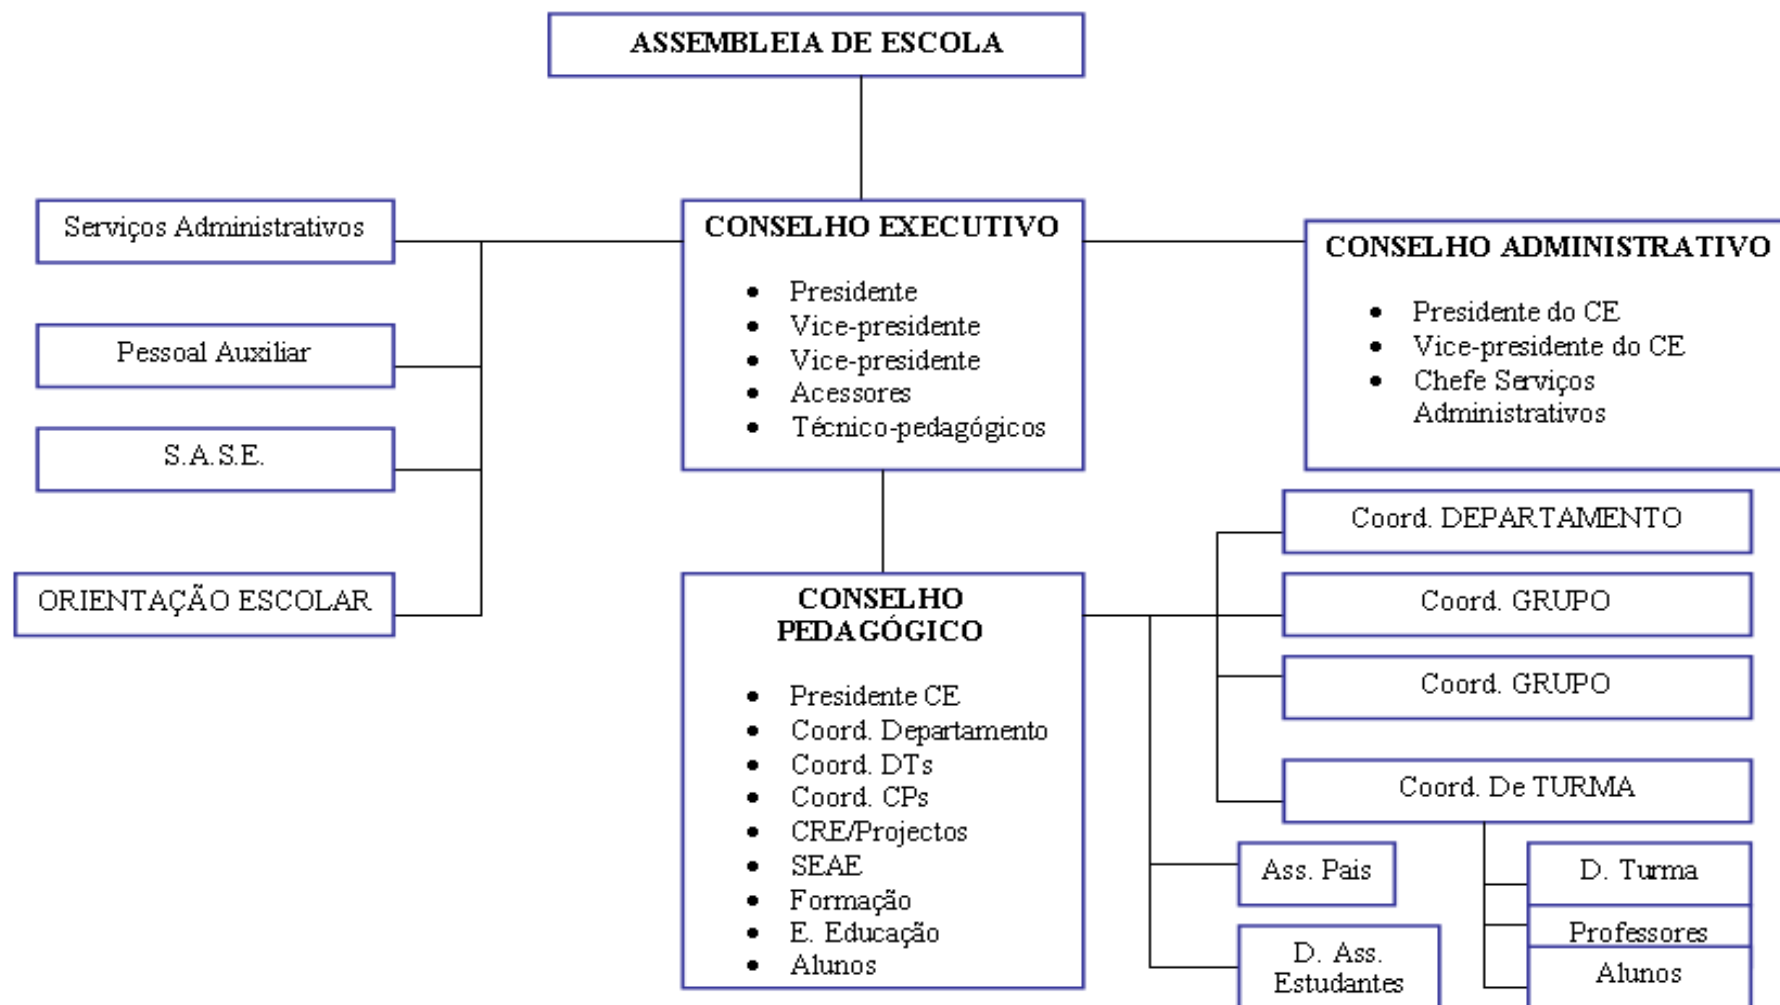 ASSEMBLEIA DE ESCOLA
Serviços Administrativos
Pessoal Auxiliar
S.A.S.E.
ORIENTAÇÃO ESCOLAR
CONSELHO EXECUTIVO
• Presidente
• Vice-presidente
• Vice-presidente
• Acessores
• Técnico-pedagógicos
CONSELHO ADMINISTRATIVO
• Presidente do CE
• Vice-presidente do CE
• Chefe Serviços
Administrativos
CONSELHO
PEDAGÓGICO
• Presidente CE
• Coord. Departamento
• Coord. DTs
• Coord. CPs
• CRE/Projectos
• SEAE
• Formação
• E. Educação
• Alunos
Coord. DEPARTAMENTO
Coord. GRUPO
Coord. GRUPO
Coord. De TURMA
Ass. Pais
D. Ass.
Estudantes
D. Turma
Professores
Alunos